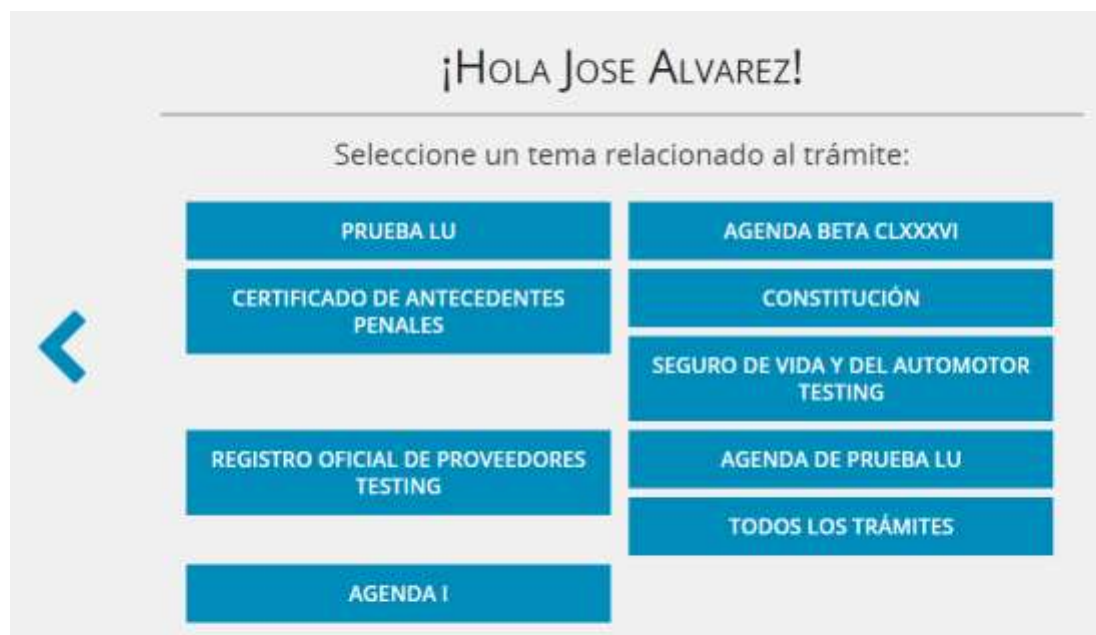 ¡HOLA JOSE ALVAREZ!
Seleccione un tema relacionado al trámite:
PRUEBA LU
AGENDA BETA CLXXXVI
CERTIFICADO DE ANTECEDENTES
PENALES
CONSTITUCIÓN
SEGURO DE VIDA Y DEL AUTOMOTOR
TESTING
REGISTRO OFICIAL DE PROVEEDORES
TESTING
AGENDA DE PRUEBA LU
TODOS LOS TRÁMITES
AGENDA I